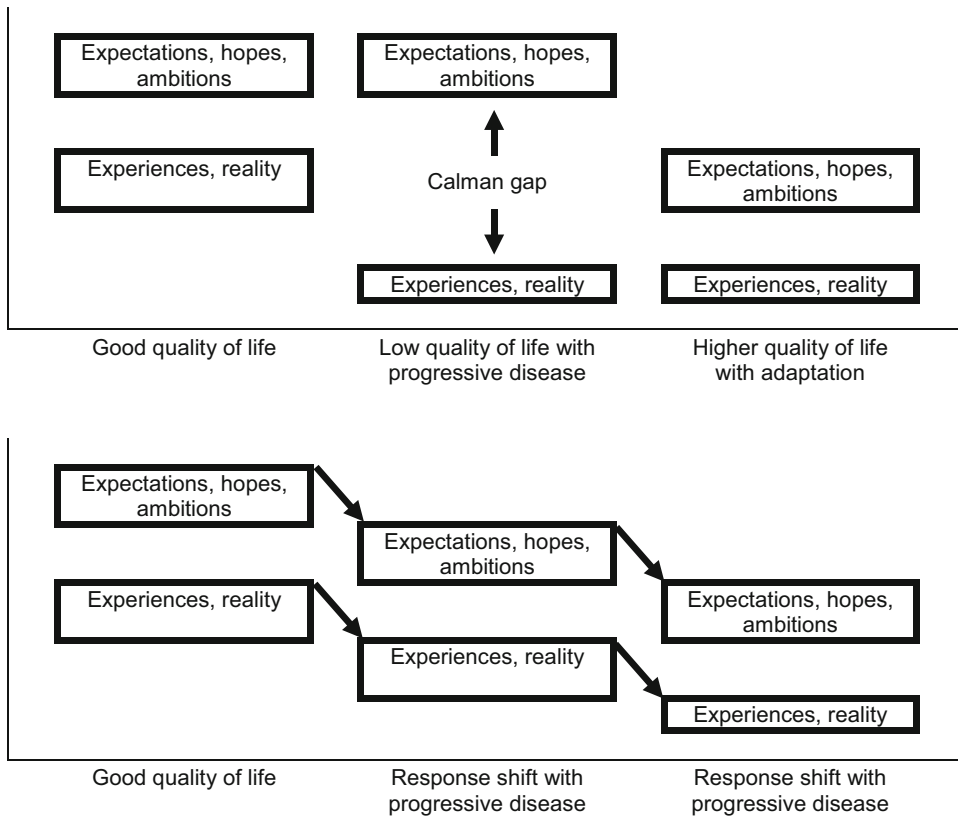 Expectations, hopes,
ambitions
Expectations, hopes,
ambitions
Experiences, reality
Calman gap
Expectations, hopes,
ambitions
Experiences, reality
Experiences, reality
Good quality of life
Low quality of life with
progressive disease
Higher quality of life
with adaptation
Expectations, hopes,
ambitions
Expectations, hopes,
ambitions
Experiences, reality
Expectations, hopes,
ambitions
Experiences, reality
Experiences, reality
Good quality of life
Response shift with
progressive disease
Response shift with
progressive disease